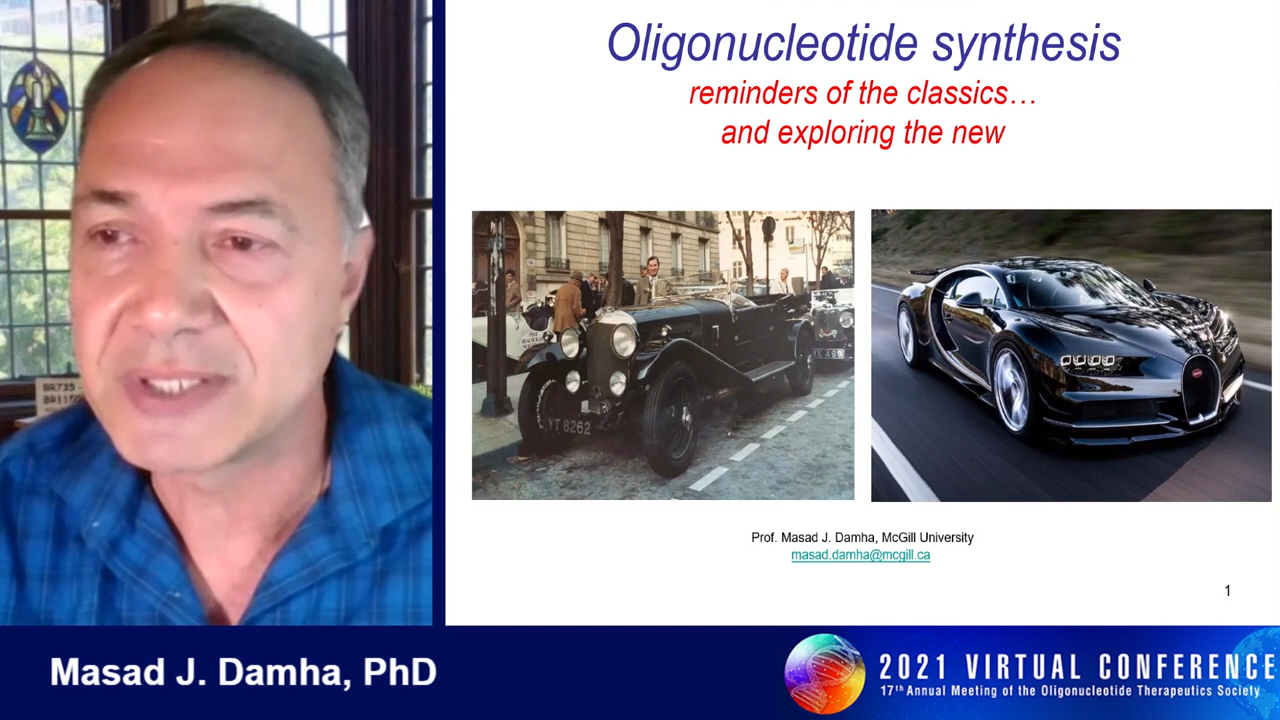 Oligonucleotide synthesis
reminders of the classics…
and exploring the new
YT 8262
Prof. Masad J. Damha, McGill University
masad.damha@mcgill.ca
1
Masad J. Damha, PhD
2021 VIRTUAL CONFERENCE
17th Annual Meeting of the Oligonucleotide Therapeutics Society